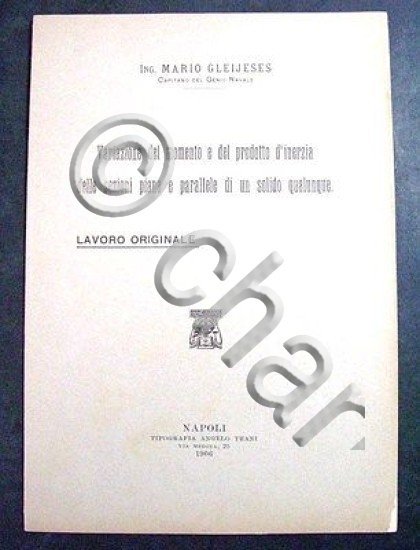 ING. MARIO GLEIJESES
CAPITANO DEL GENIO NAVALE
Variazione del momento e del prodotto d'inerzia
delle sezioni piane e parallele di un solido qualunque.
LAVORO ORIGINALE
© char
NAPOLI
TIPOGRAFIA ANGELO TRANI
VIA MEDINA, 25
1906